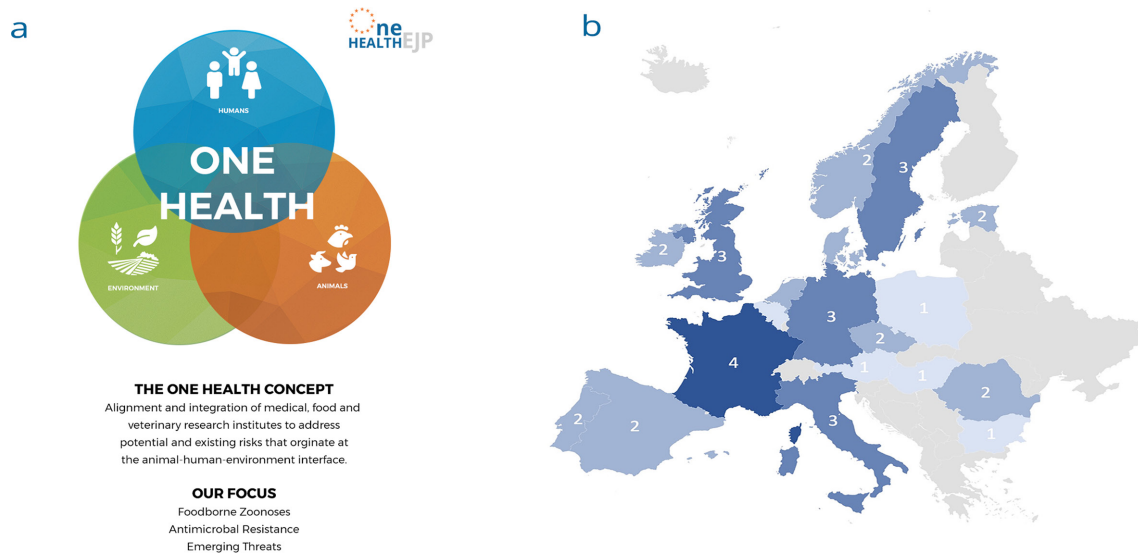 a
One
HEALTHEJP
HUMANS
ONE
HEALTH
ENVIRONMENT
ANIMALS
THE ONE HEALTH CONCEPT
Alignment and integration of medical, food and
veterinary research institutes to address
potential and existing risks that orginate at
the animal-human-environment interface.
OUR FOCUS
Foodborne Zoonoses
Antimicrobial Resistance
Emerging Threats
b
2
3
2
2
3
3
1
2
4
1
1
2
2
2
3
1